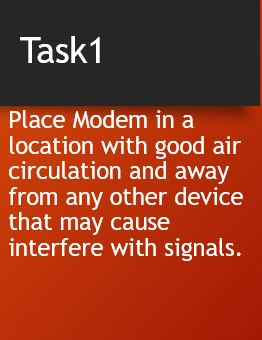 Task1
Place Modem in a
location with good air
circulation and away
from any other device
that may cause
interfere with signals.